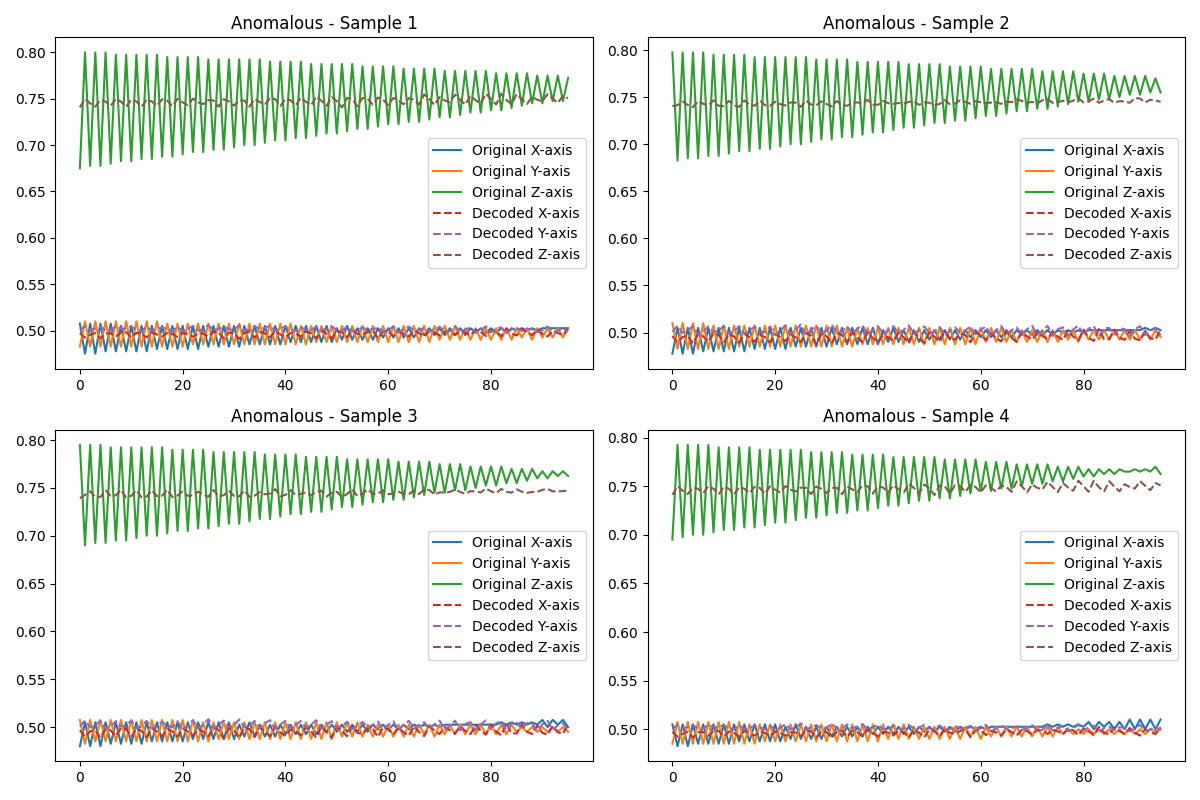 Anomalous - Sample 1
0.80
0.75
0.70
0.65
0.60
0.55
0.50
0
20
40
60
80
Original X-axis
Original Y-axis
Original Z-axis
Decoded X-axis
Decoded Y-axis
Decoded Z-axis
Anomalous - Sample 2
0.80
0.75
0.70
0.65
0.60
0.55
0.50
0
20
40
60
80
Original X-axis
Original Y-axis
Original Z-axis
Decoded X-axis
Decoded Y-axis
Decoded Z-axis
Anomalous - Sample 3
0.80
0.75
0.70
0.65
0.60
0.55
0.50
0
20
40
60
80
Original X-axis
Original Y-axis
Original Z-axis
Decoded X-axis
Decoded Y-axis
Decoded Z-axis
Anomalous - Sample 4
0.80
0.75
0.70
0.65
0.60
0.55
0.50
0
20
40
60
80
Original X-axis
Original Y-axis
Original Z-axis
Decoded X-axis
Decoded Y-axis
Decoded Z-axis